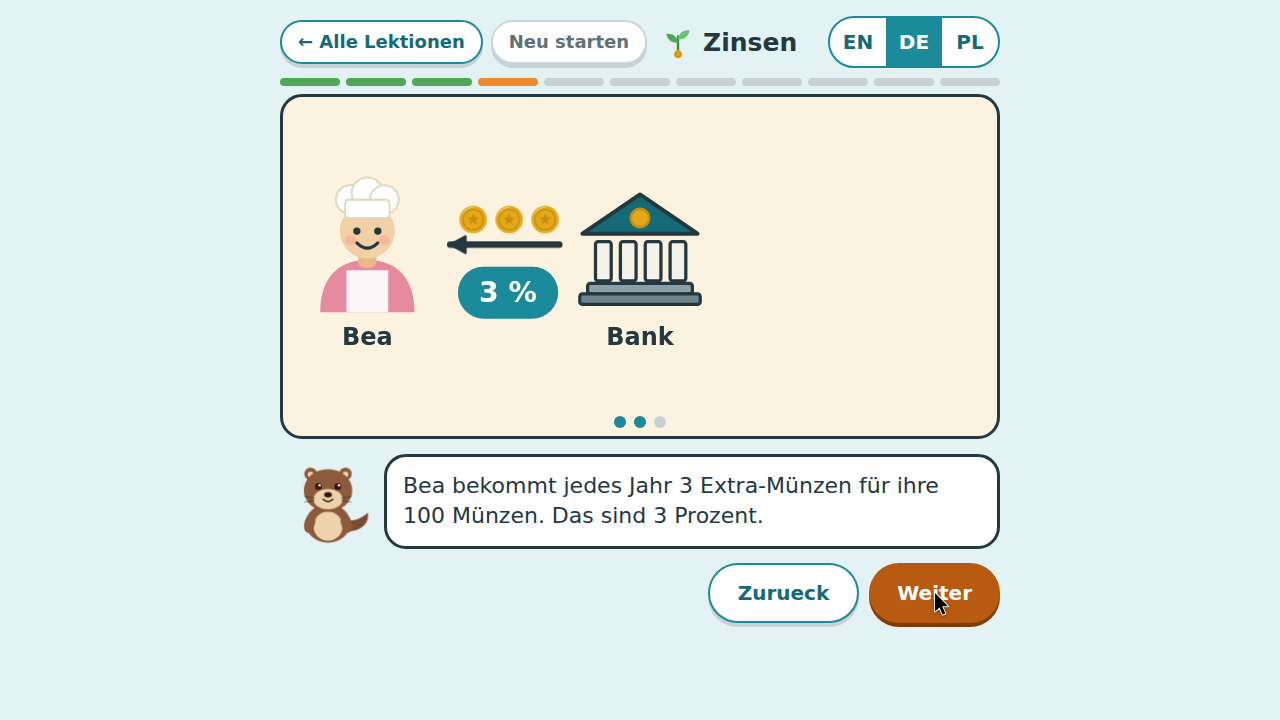 ← Alle Lektionen
Neu starten
Zinsen
EN
DE
PL
3 %
Bea
Bank
Bea bekommt jedes Jahr 3 Extra-Münzen für ihre
100 Münzen. Das sind 3 Prozent.
Zurueck
Weiter